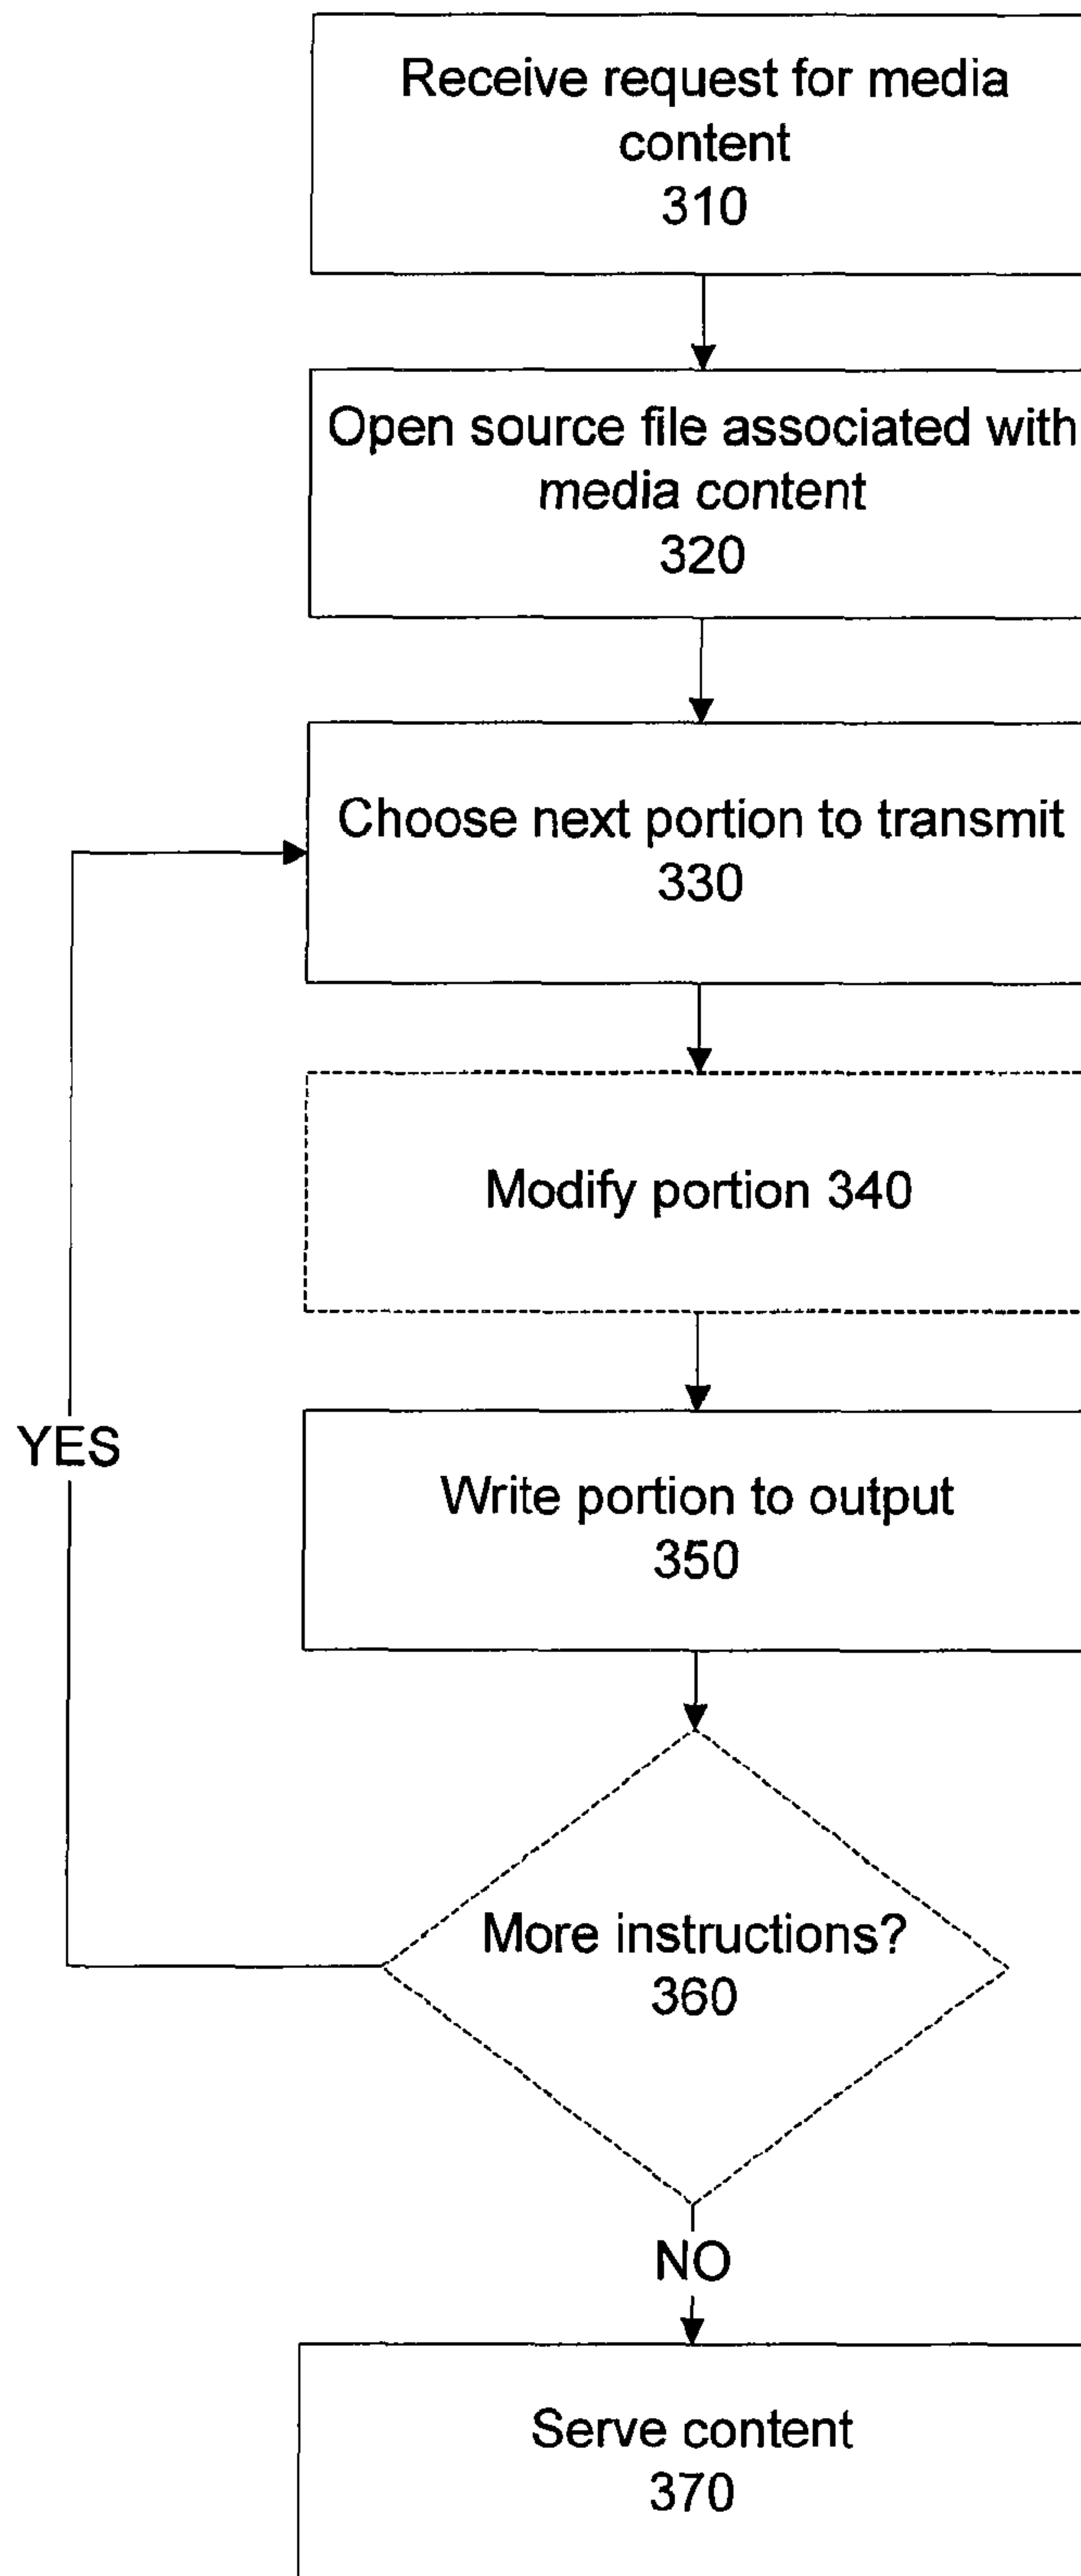 Receive request for media
content
310
Open source file associated with
media content
320
Choose next portion to transmit
330
Modify portion 340
YES
Write portion to output
350
More instructions?
360
NO
Serve content
370